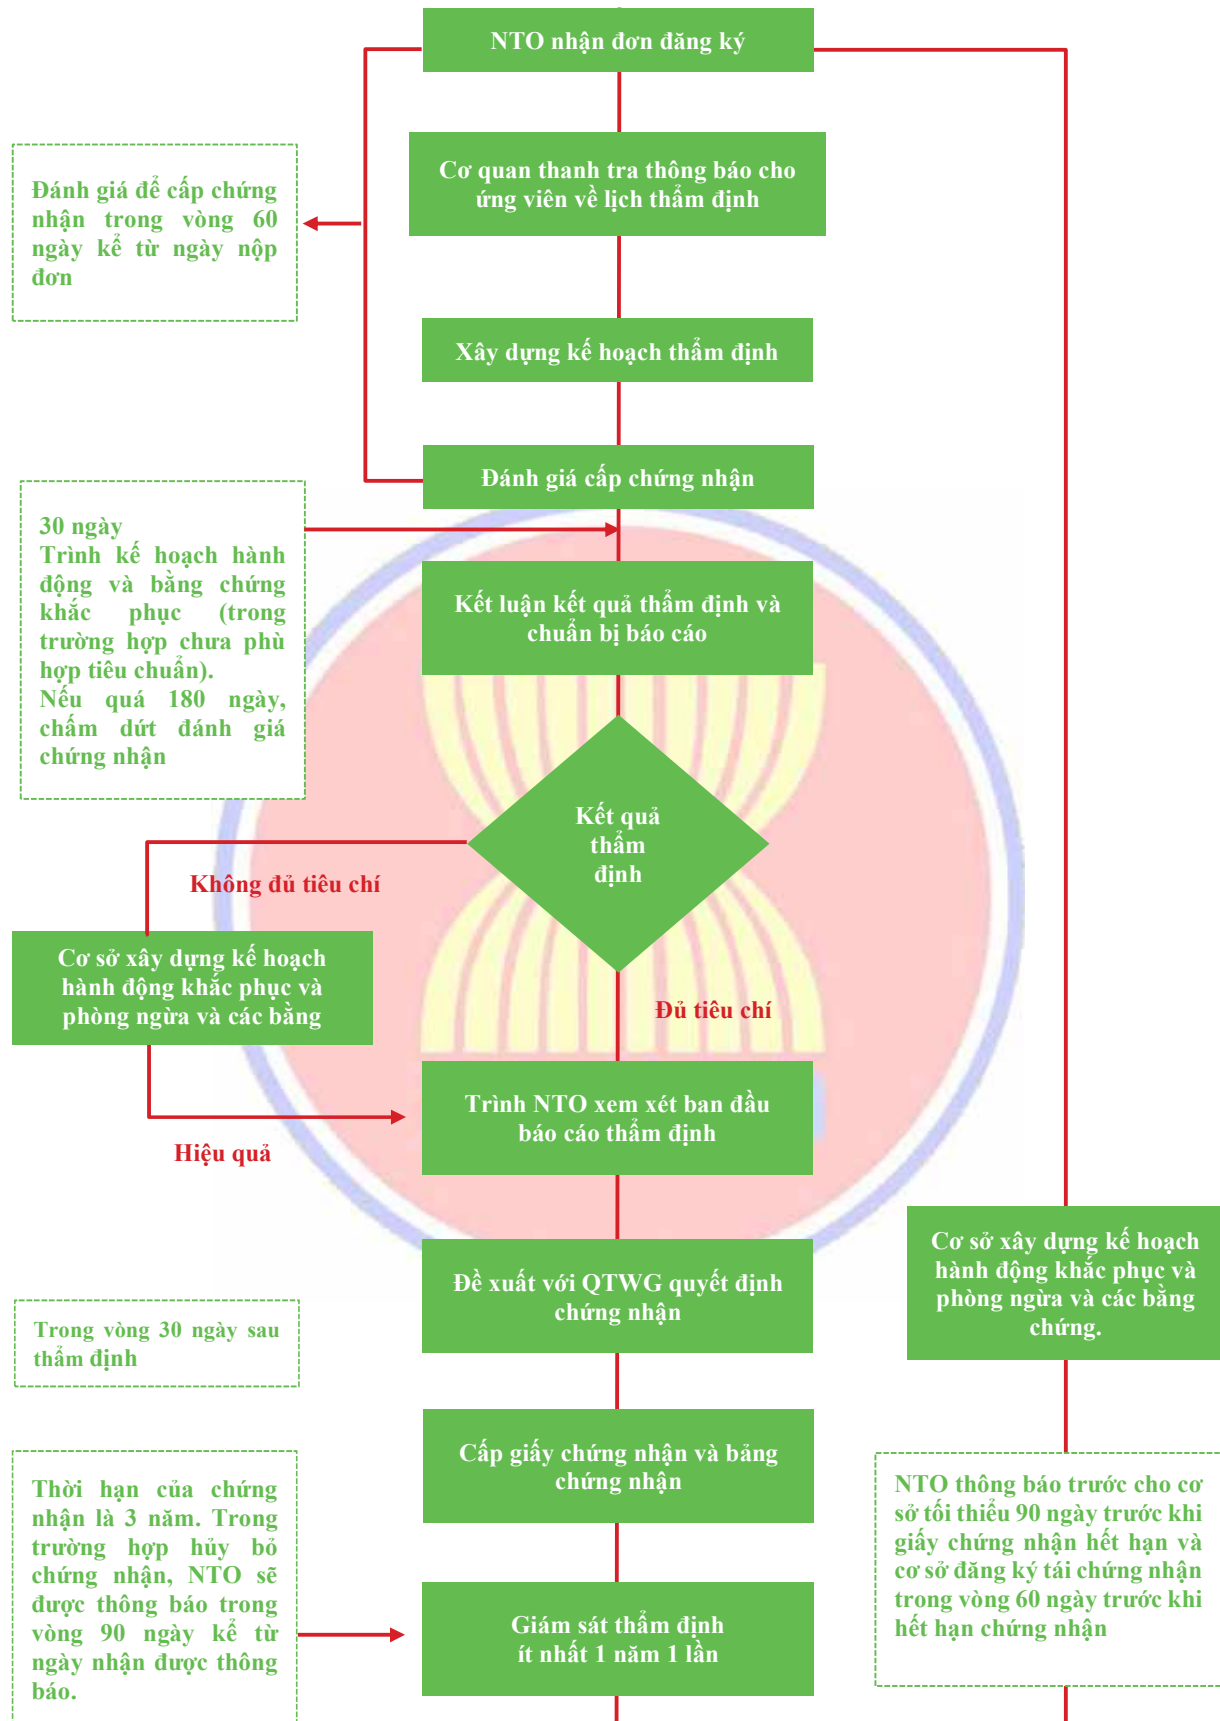 NTO nhận đơn đăng ký
Cơ quan thanh tra thông báo cho
ứng viên về lịch thẩm định
Đánh giá để cấp chứng
nhận trong vòng 60
ngày kể từ ngày nộp
đơn
Xây dựng kế hoạch thẩm định
Đánh giá cấp chứng nhận
30 ngày
Trình kế hoạch hành
động và bằng chứng
khắc phục (trong
trường hợp chưa phù
hợp tiêu chuẩn).
Nếu quá 180 ngày,
chấm dứt đánh giá
chứng nhận
Kết luận kết quả thẩm định và
chuẩn bị báo cáo
Kết quả
thẩm
định
Không đủ tiêu chí
Cơ sở xây dựng kế hoạch
hành động khắc phục và
phòng ngừa và các bằng
Đủ tiêu chí
Trình NTO xem xét ban đầu
báo cáo thẩm định
Hiệu quả
Đề xuất với QTWG quyết định
chứng nhận
Cơ sở xây dựng kế hoạch
hành động khắc phục và
phòng ngừa và các bằng
chứng.
Trong vòng 30 ngày sau
thẩm định
Cấp giấy chứng nhận và bảng
chứng nhận
Thời hạn của chứng
nhận là 3 năm. Trong
trường hợp hủy bỏ
chứng nhận, NTO sẽ
được thông báo trong
vòng 90 ngày kể từ
ngày nhận được thông
báo.
NTO thông báo trước cho cơ
sở tối thiểu 90 ngày trước khi
giấy chứng nhận hết hạn và
cơ sở đăng ký tái chứng nhận
trong vòng 60 ngày trước khi
hết hạn chứng nhận
Giám sát thẩm định
ít nhất 1 năm 1 lần